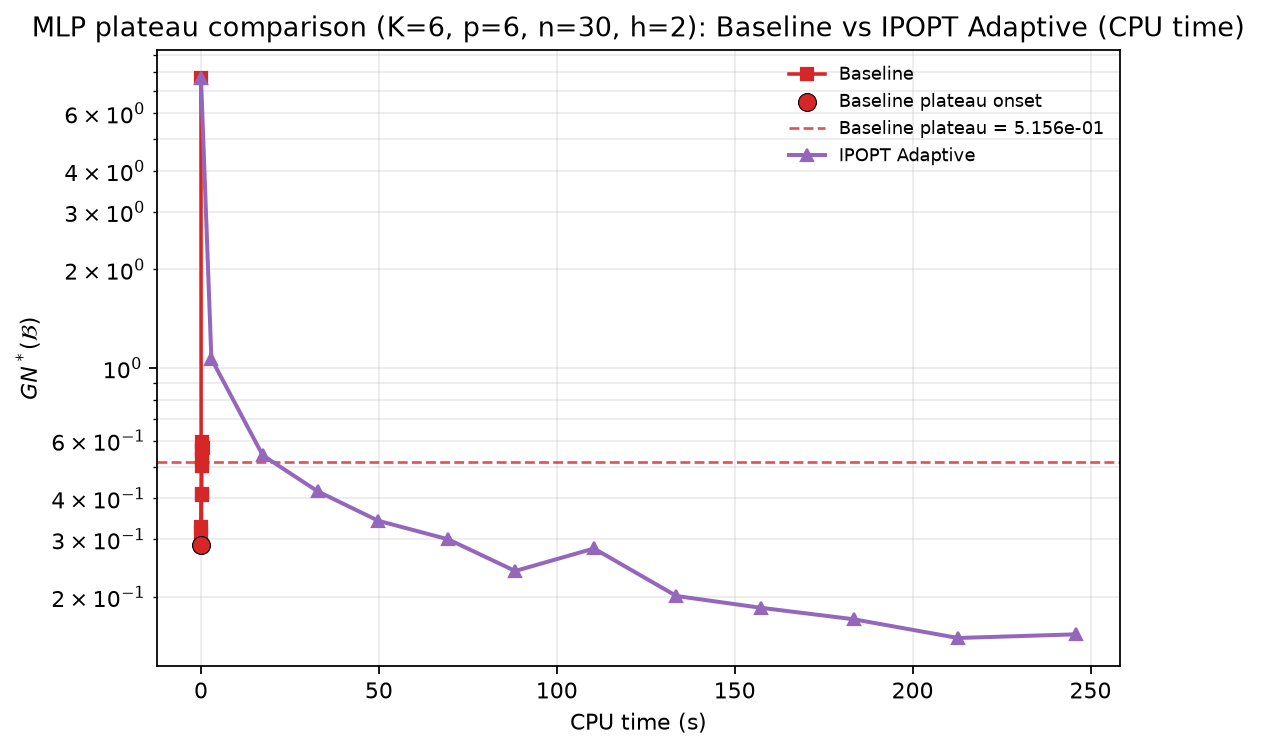 MLP plateau comparison (K=6, p=6, n=30, h=2): Baseline vs IPOPT Adaptive (CPU time)
Baseline
Baseline plateau onset
Baseline plateau = 5.156e-01
IPOPT Adaptive
6 × 10⁰
4 × 10⁰
3 × 10⁰
2 × 10⁰
10⁰
6 × 10⁻¹
4 × 10⁻¹
3 × 10⁻¹
2 × 10⁻¹
GN*(ℬ)
0 50 100 150 200 250
CPU time (s)